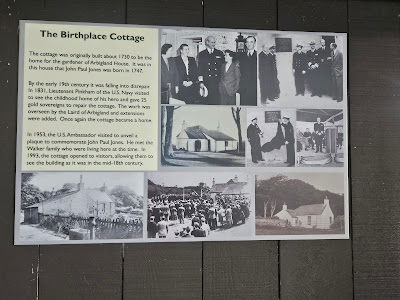 The Birthplace Cottage
The cottage was originally built about 1730 to be the
home for the gardener of Arbigland House. It was in
this house that John Paul Jones was born in 1747.
By the early 19th century it was falling into disrepair.
In 1831, Lieutenant Pinkham of the U.S. Navy visited
to see the childhood home of his hero and gave 25
gold sovereigns to repair the cottage. The work was
overseen by the Laird of Arbigland and extensions
were added. Once again the cottage became a home.
In 1953, the U.S. Ambassador visited to unveil a
plaque to commemorate John Paul Jones. He met the
Walker family who were living here at the time. In
1993, the cottage opened to visitors, allowing them to
see the building as it was in the mid-18th century.